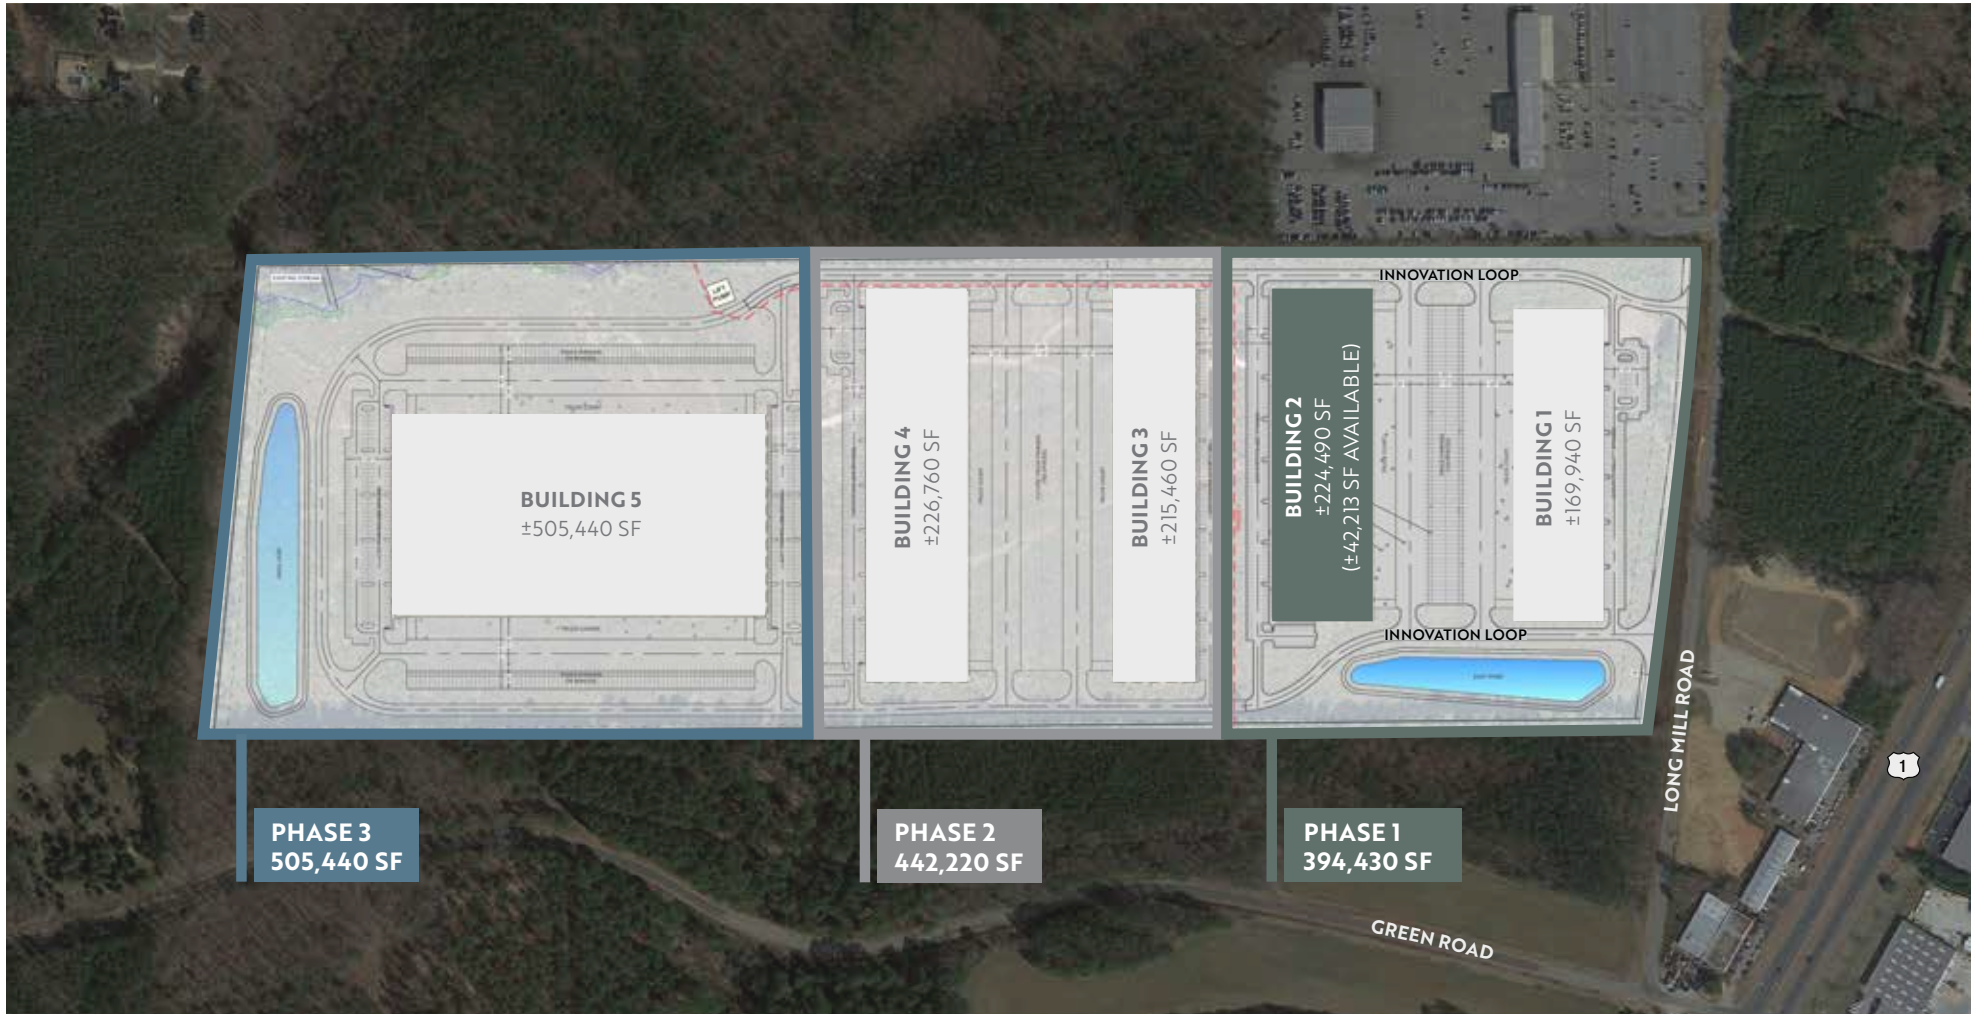 INNOVATION LOOP
LIFT
PUMP
BUILDING 5
±505,440 SF
BUILDING 4
±226,760 SF
BUILDING 3
±215,460 SF
BUILDING 2
±224,490 SF
(±42,213 SF AVAILABLE)
BUILDING 1
±169,940 SF
INNOVATION LOOP
LONG MILL ROAD
1
PHASE 3
505,440 SF
PHASE 2
442,220 SF
PHASE 1
394,430 SF
GREEN ROAD